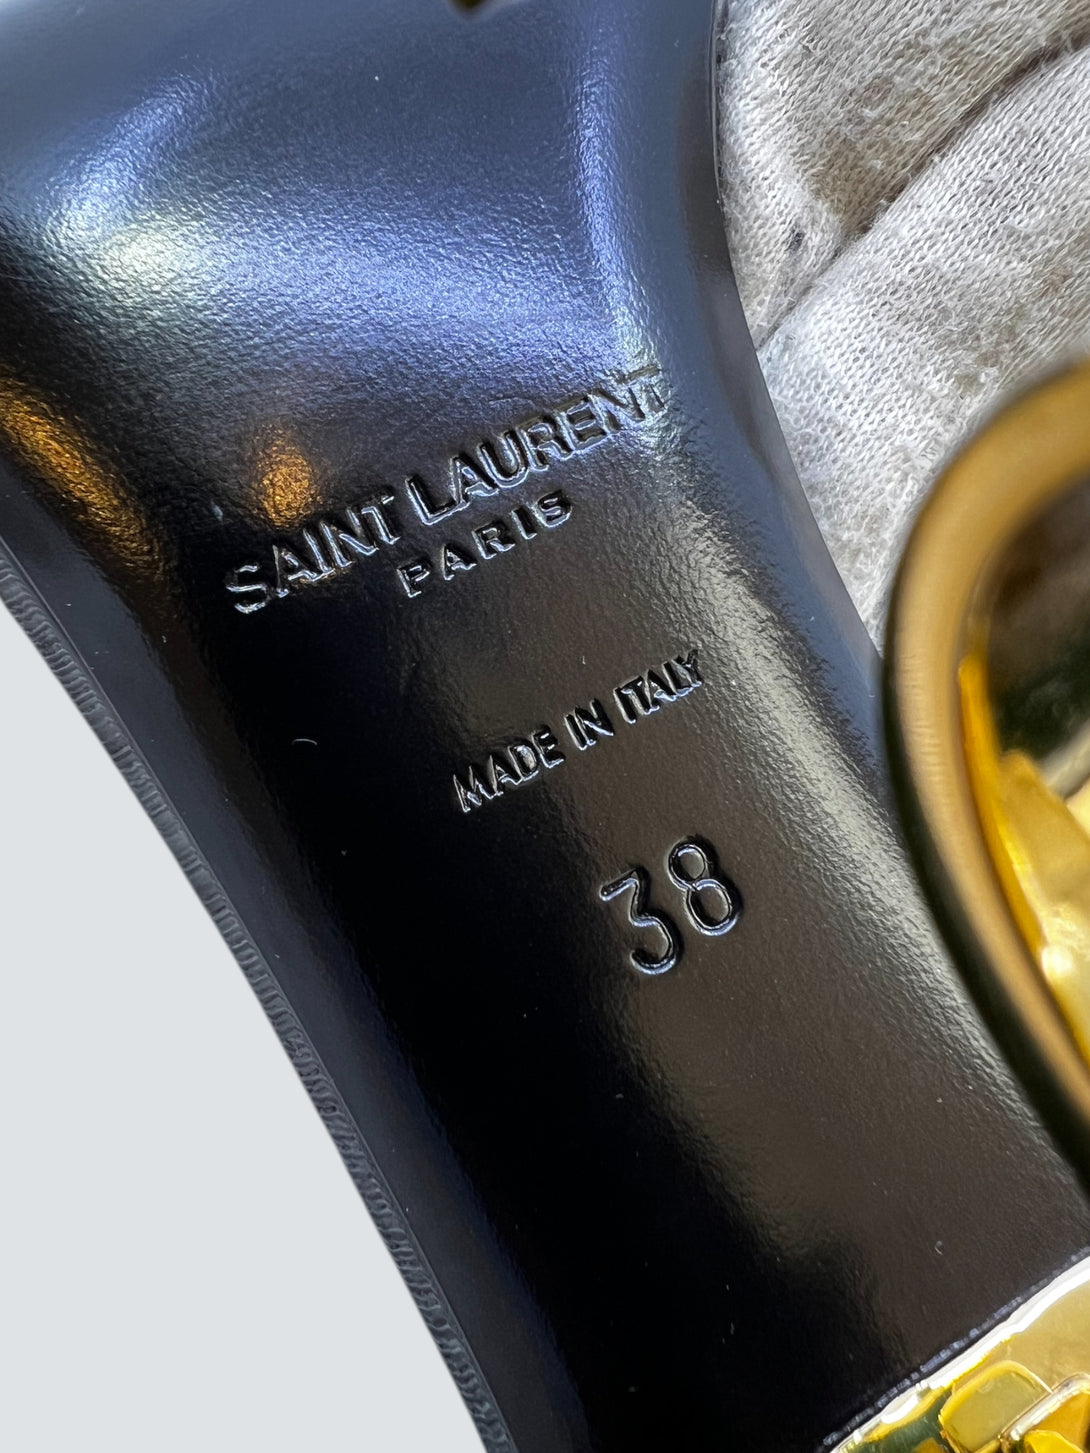 SAINT LAURENT
PARIS
MADE IN ITALY
38